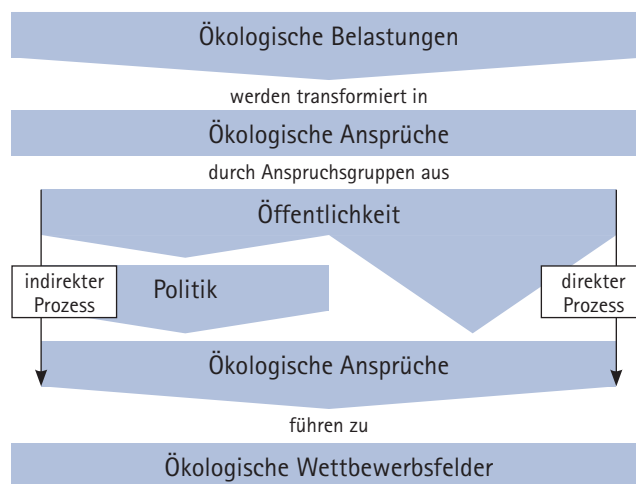 Ökologische Belastungen
werden transformiert in
Ökologische Ansprüche
durch Anspruchsgruppen aus
Öffentlichkeit
indirekter
Prozess
Politik
direkter
Prozess
Ökologische Ansprüche
führen zu
Ökologische Wettbewerbsfelder